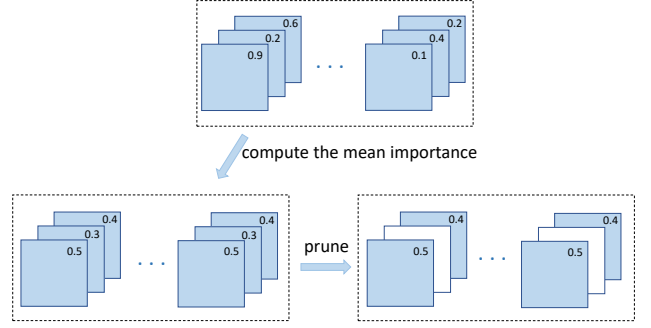 0.6 0.2
0.2 0.4
0.9 . . . 0.1
compute the mean importance
0.4 0.4 0.4 0.4
0.3 0.3
0.5 . . . 0.5 prune 0.5 . . . 0.5